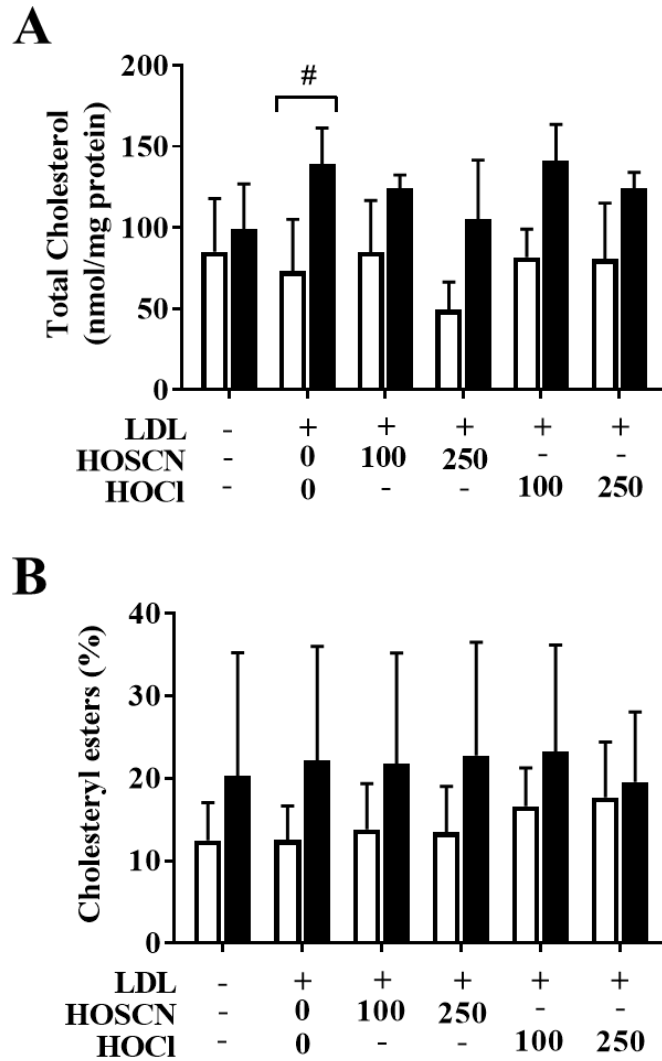 A
Total Cholesterol
(nmol/mg protein)
200
150
100
50
0
#
LDL - + + + + +
HOSCN - 0 100 250 - -
HOCl - 0 - - 100 250
B
Cholesteryl esters (%)
40
30
20
10
0
LDL - + + + + +
HOSCN - 0 100 250 - -
HOCl - 0 - - 100 250